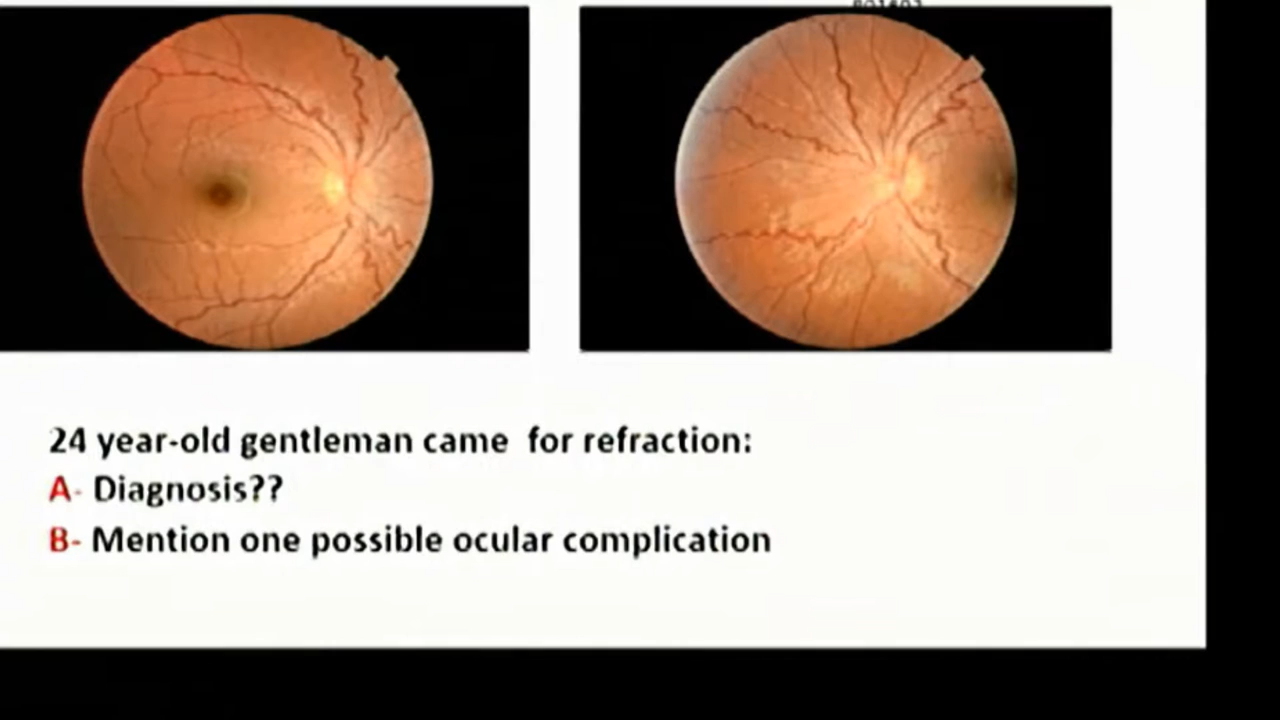 24 year-old gentleman came for refraction:
A- Diagnosis??
B- Mention one possible ocular complication